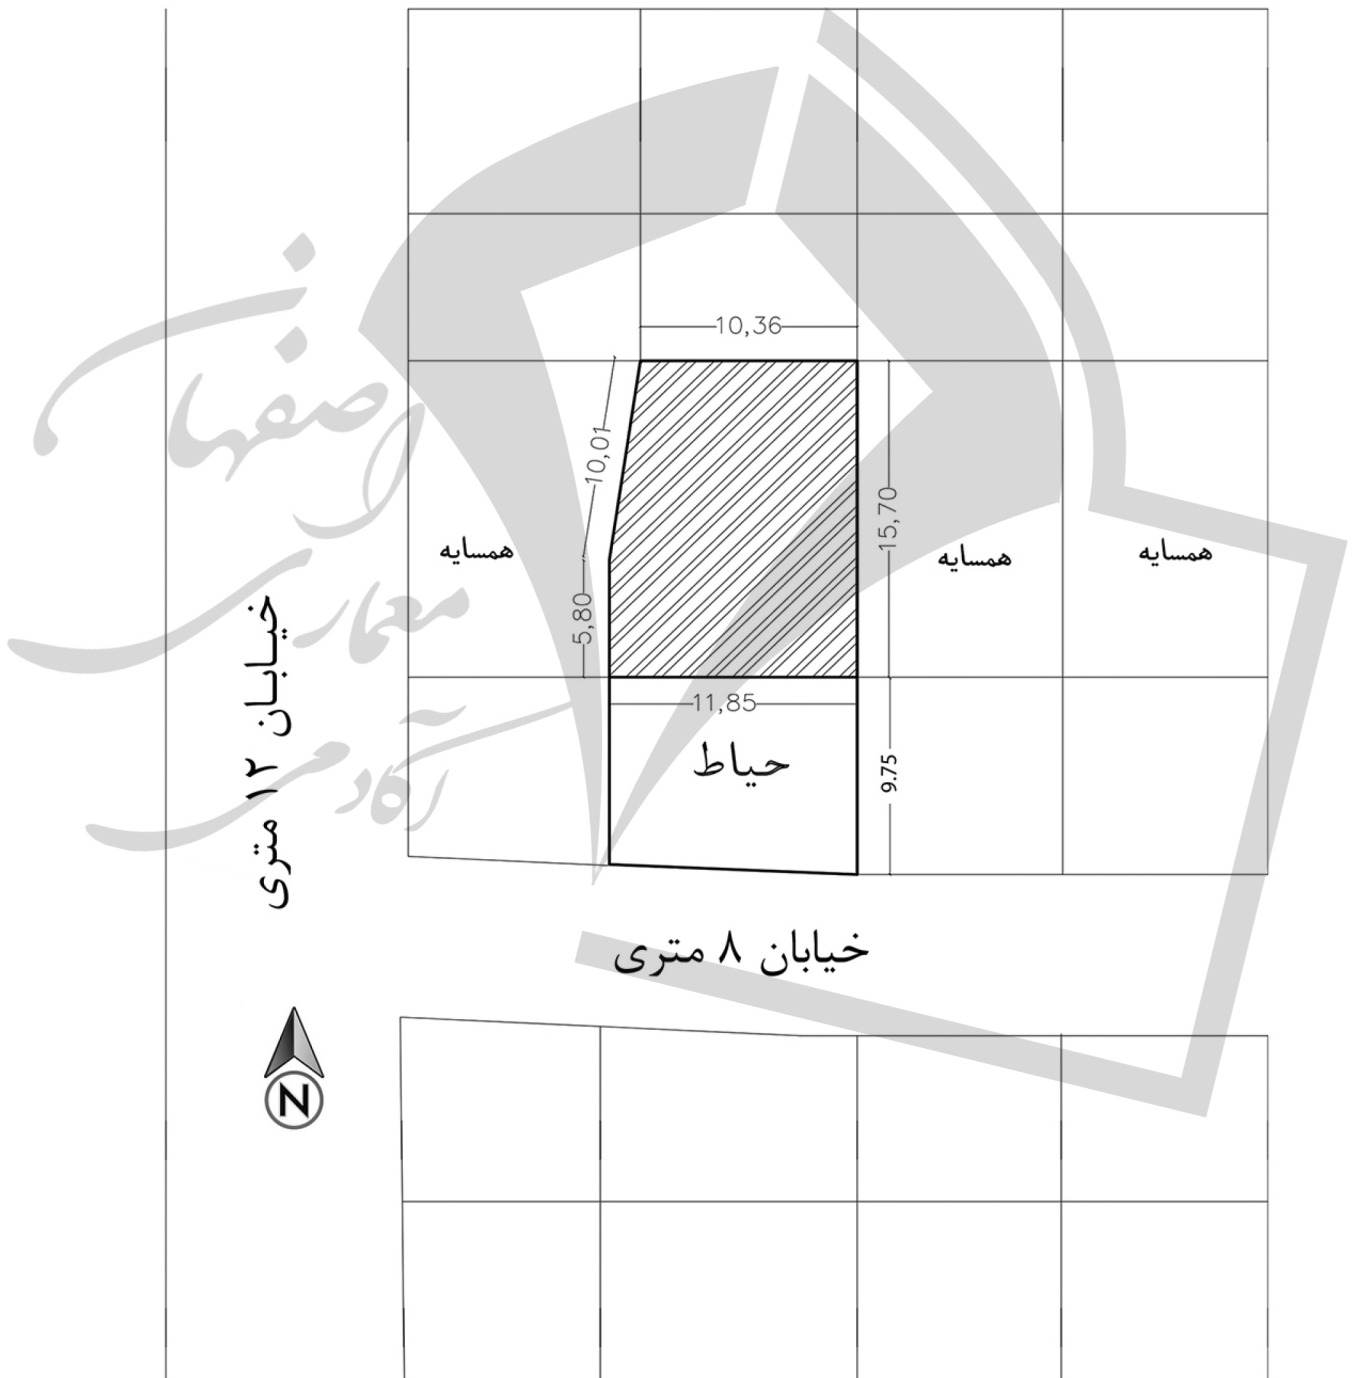 10,36
10,01
15,70
همسایه
همسایه
همسایه
5,80
11,85
حیاط
9.75
خیابان ۱۲ متری
خیابان ۸ متری
N
اصفهان
معماری
آکادمی